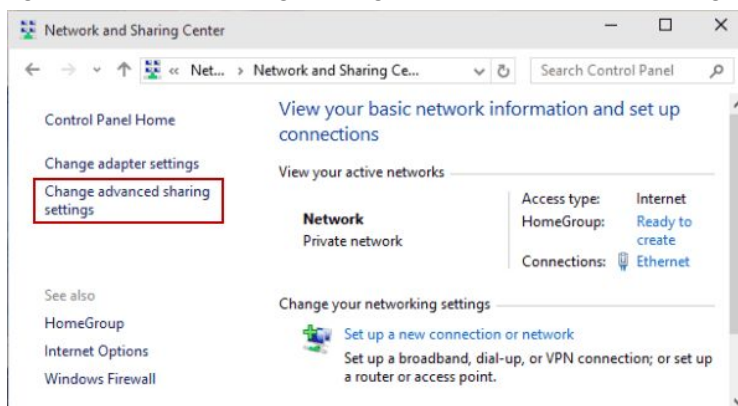 Network and Sharing Center
« Net... > Network and Sharing Ce...
Search Control Panel
Control Panel Home
Change adapter settings
Change advanced sharing
settings
See also
HomeGroup
Internet Options
Windows Firewall
View your basic network information and set up
connections
View your active networks
Network
Private network
Access type: Internet
HomeGroup: Ready to
create
Connections: Ethernet
Change your networking settings
Set up a new connection or network
Set up a broadband, dial-up, or VPN connection; or set up
a router or access point.